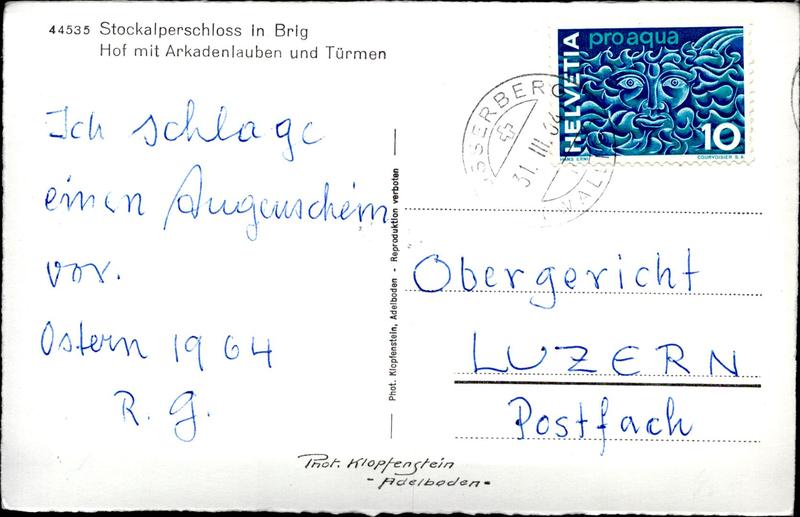 44535 Stockalperschloss in Brig
Hof mit Arkadenlauben und Türmen
Ich schlage
einen Augenschein
vor.
Ostern 1964
R. G.
Phot. Klopfenstein, Adelboden - Reproduktion verboten
HELVETIA
pro aqua
10
HANS ERNI
COURVOISIER S.A.
31. III. 64
Obergericht
LUZERN
Postfach
Phot. Klopfenstein
- Adelboden -